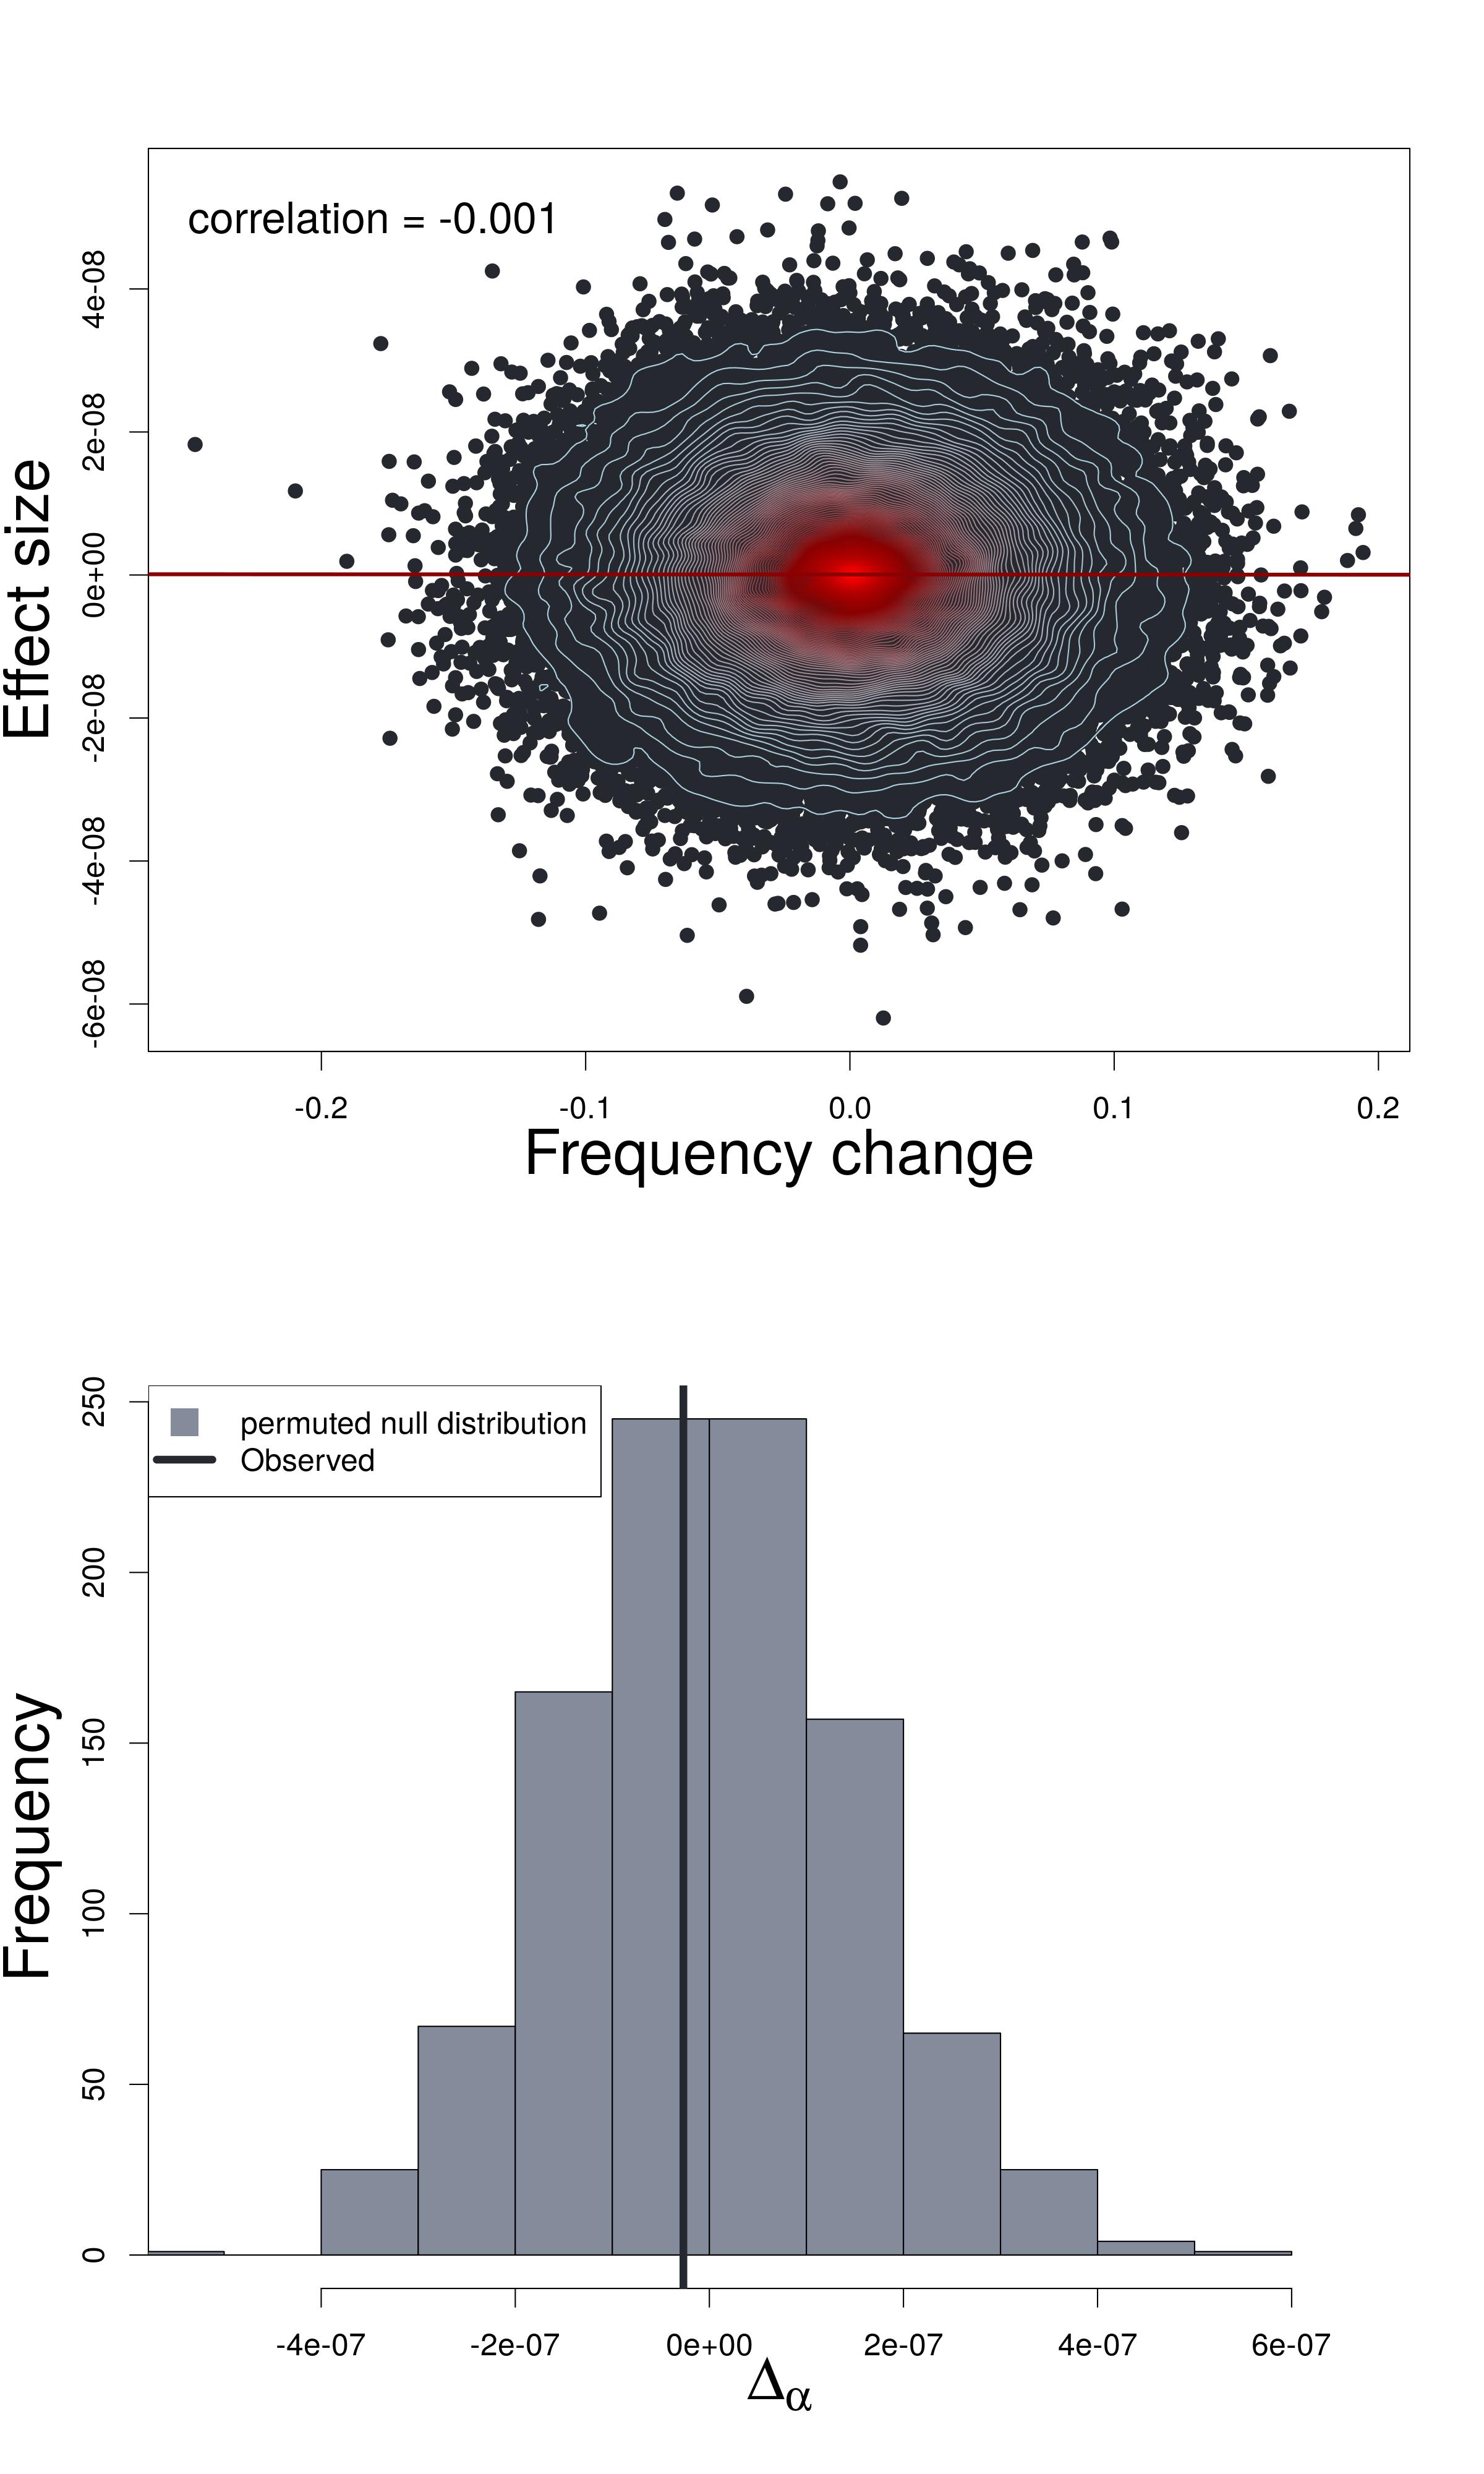 correlation = -0.001
Effect size
4e-08
2e-08
0e+00
-2e-08
-4e-08
-6e-08
-0.2 -0.1 0.0 0.1 0.2
Frequency change
permuted null distribution
Observed
Frequency
250
200
150
100
50
0
-4e-07 -2e-07 0e+00 2e-07 4e-07 6e-07
Δα